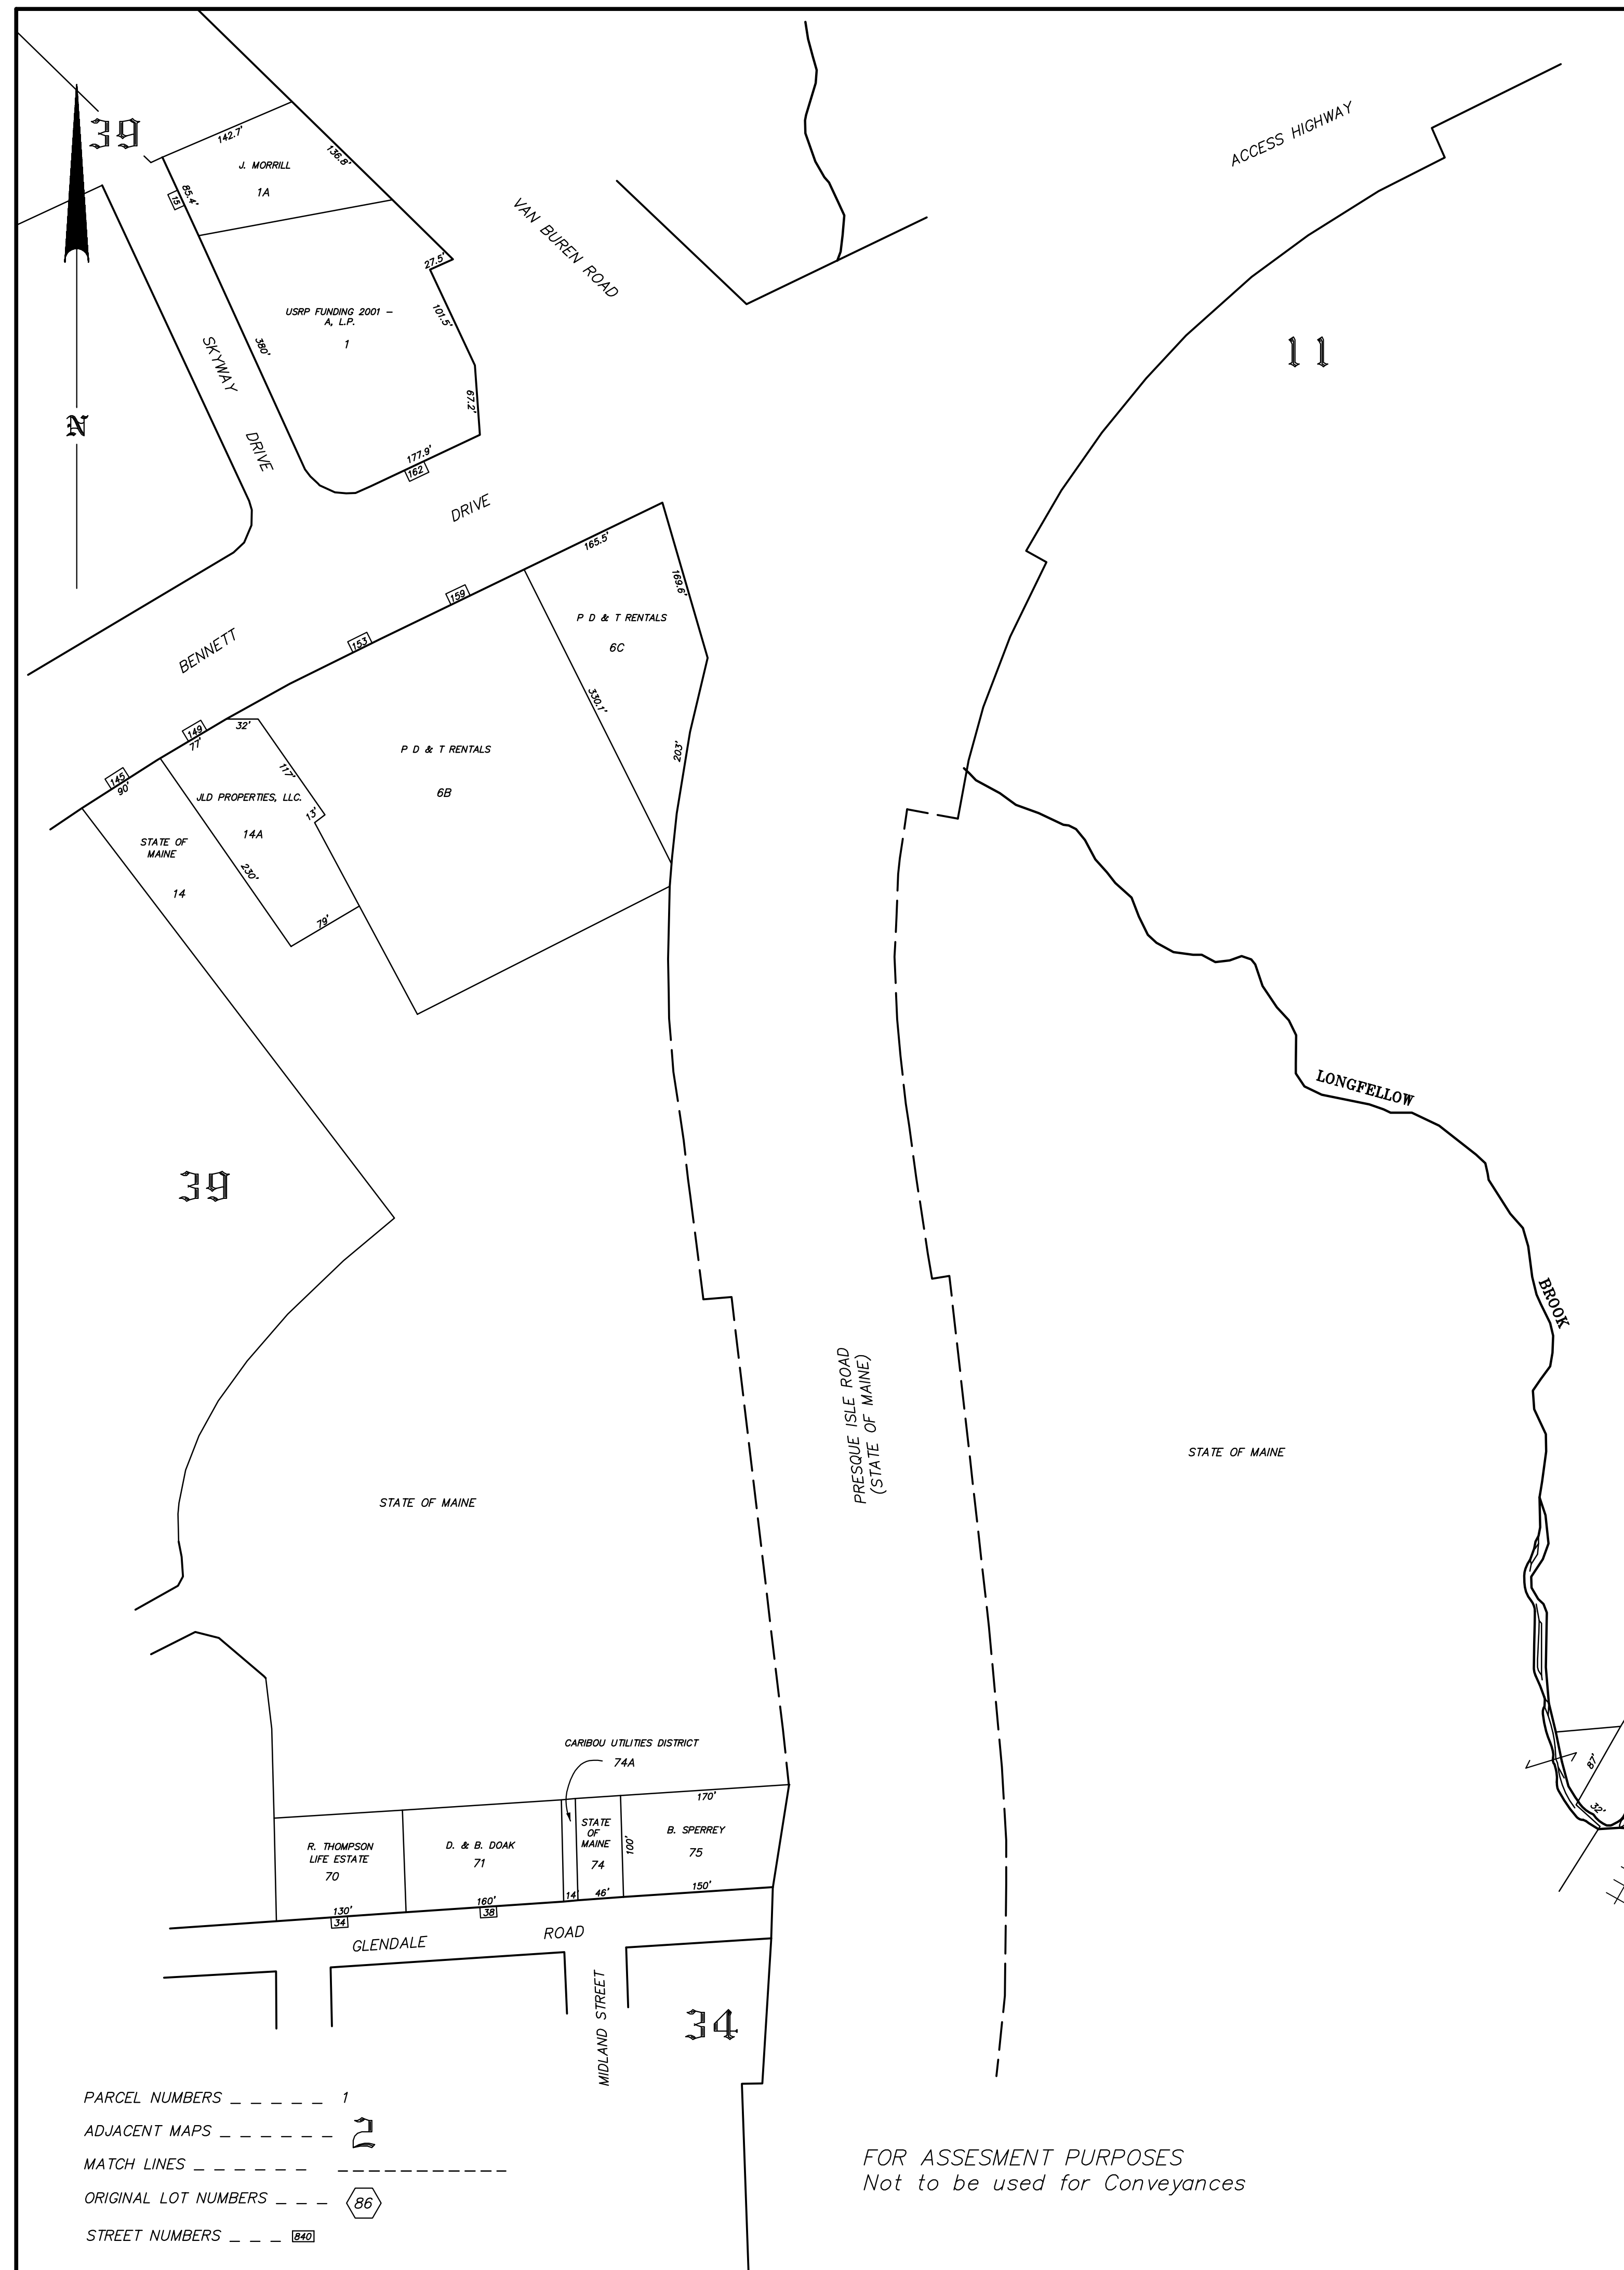 39
142.7'
136.8'
J. MORRILL
1A
85.4'
15
ACCESS HIGHWAY
VAN BUREN ROAD
27.5'
101.5'
USRP FUNDING 2001 –
A, L.P.
1
380'
67.2'
SKYWAY
DRIVE
11
N
177.9'
162
DRIVE
165.5'
169.6'
159
P D & T RENTALS
6C
153
BENNETT
330.1'
149
77'
32'
203'
P D & T RENTALS
6B
117'
145
90'
JLD PROPERTIES, LLC.
14A
13'
STATE OF
MAINE
14
230'
79'
LONGFELLOW
39
BROOK
PRESQUE ISLE ROAD
(STATE OF MAINE)
STATE OF MAINE
STATE OF MAINE
CARIBOU UTILITIES DISTRICT
74A
87'
32'
170'
R. THOMPSON
LIFE ESTATE
70
D. & B. DOAK
71
STATE
OF
MAINE
74
100'
B. SPERREY
75
130'
34
160'
38
14'
46'
150'
GLENDALE
ROAD
MIDLAND STREET
34
PARCEL NUMBERS _ _ _ _ _ 1
ADJACENT MAPS _ _ _ _ _ _ 2
MATCH LINES _ _ _ _ _ _
ORIGINAL LOT NUMBERS _ _ _ 86
STREET NUMBERS _ _ _ 840
FOR ASSESMENT PURPOSES
Not to be used for Conveyances